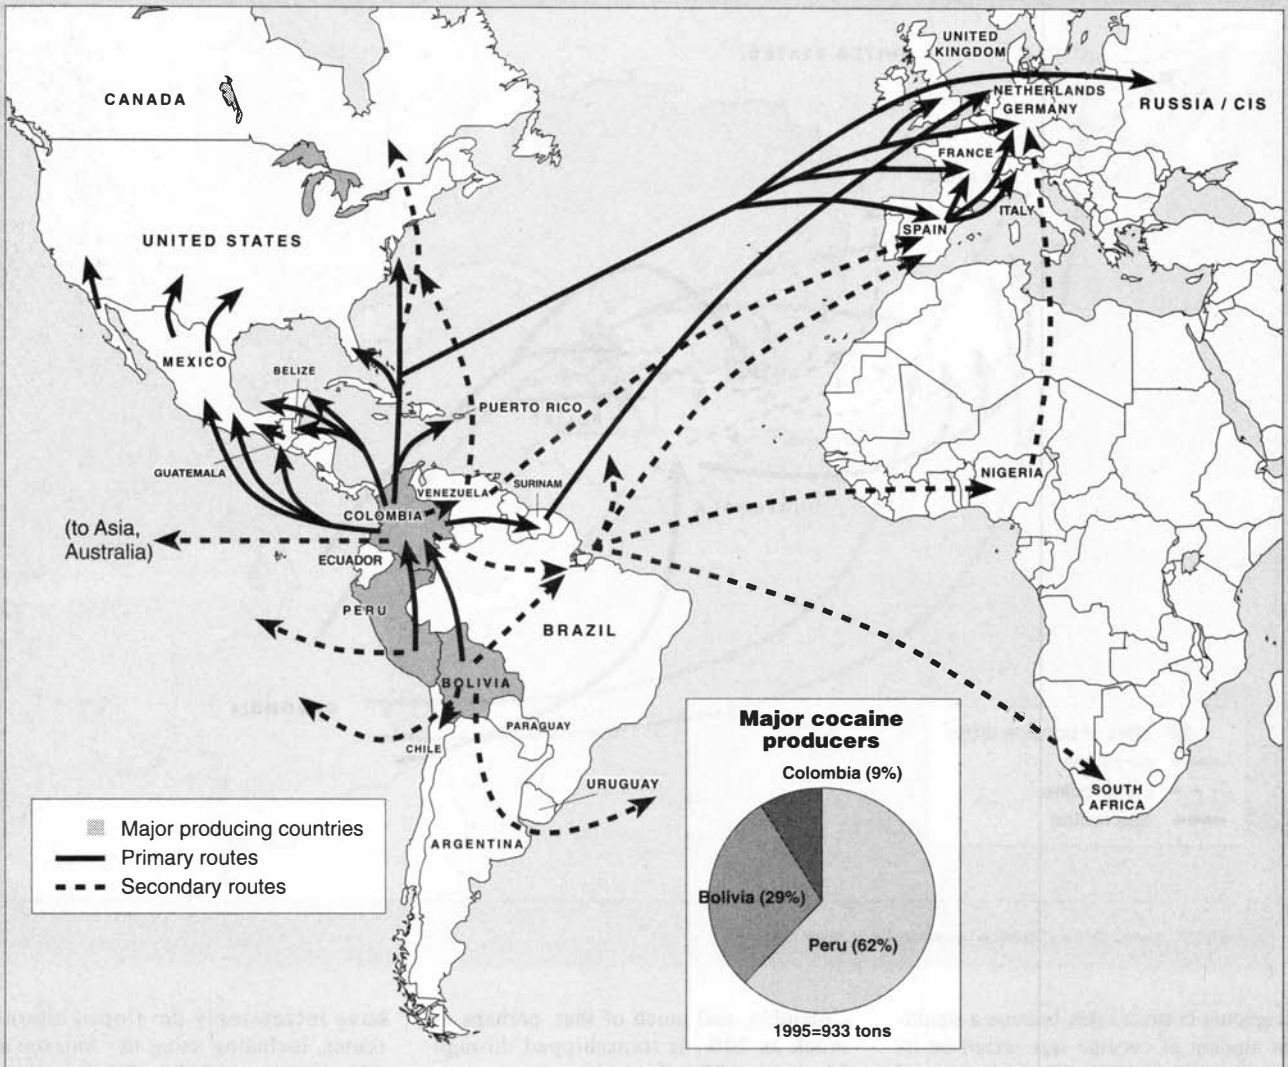 UNITED
KINGDOM
CANADA
NETHERLANDS
GERMANY
RUSSIA / CIS
FRANCE
UNITED STATES
ITALY
SPAIN
MEXICO
BELIZE
PUERTO RICO
GUATEMALA
NIGERIA
VENEZUELA
SURINAM
COLOMBIA
(to Asia,
Australia)
ECUADOR
PERU
BRAZIL
BOLIVIA
PARAGUAY
CHILE
URUGUAY
ARGENTINA
SOUTH
AFRICA
Major producing countries
Primary routes
Secondary routes
Major cocaine
producers
Colombia (9%)
Bolivia (29%)
Peru (62%)
1995=933 tons